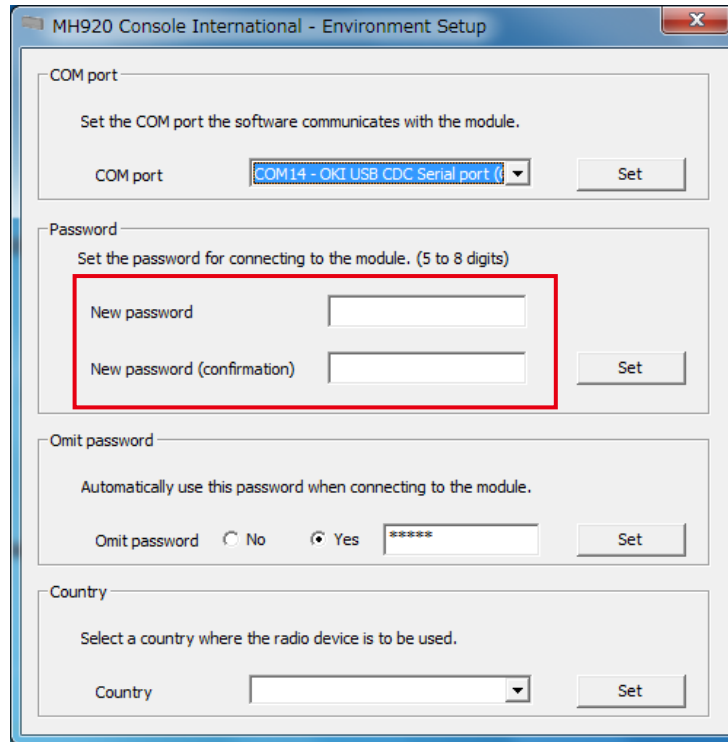 MH920 Console International - Environment Setup
COM port
Set the COM port the software communicates with the module.
COM port COM14 - OKI USB CDC Serial port ( Set
Password
Set the password for connecting to the module. (5 to 8 digits)
New password
New password (confirmation) Set
Omit password
Automatically use this password when connecting to the module.
Omit password No Yes ***** Set
Country
Select a country where the radio device is to be used.
Country Set